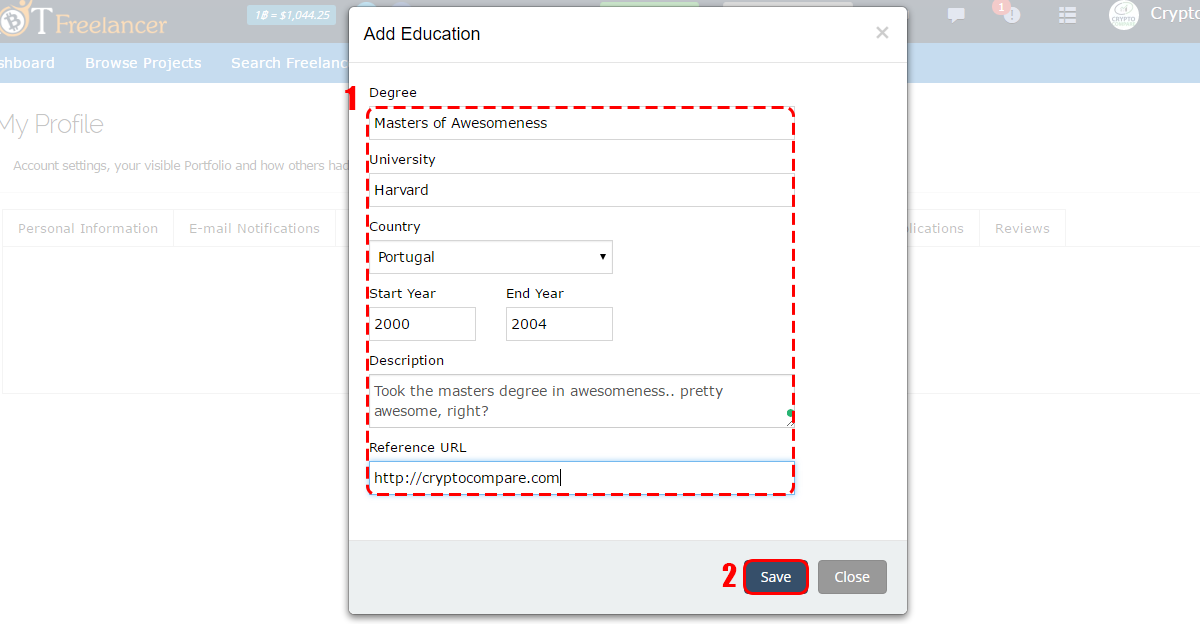 T Freelancer
1Ƀ = $1,044.25
1
Crypto
shboard Browse Projects Search Freelanc
My Profile
Account settings, your visible Portfolio and how others had
Personal Information E-mail Notifications lications Reviews
Add Education ×
1 Degree
Masters of Awesomeness
University
Harvard
Country
Portugal
Start Year End Year
2000 2004
Description
Took the masters degree in awesomeness.. pretty
awesome, right?
Reference URL
http://cryptocompare.com
2 Save Close